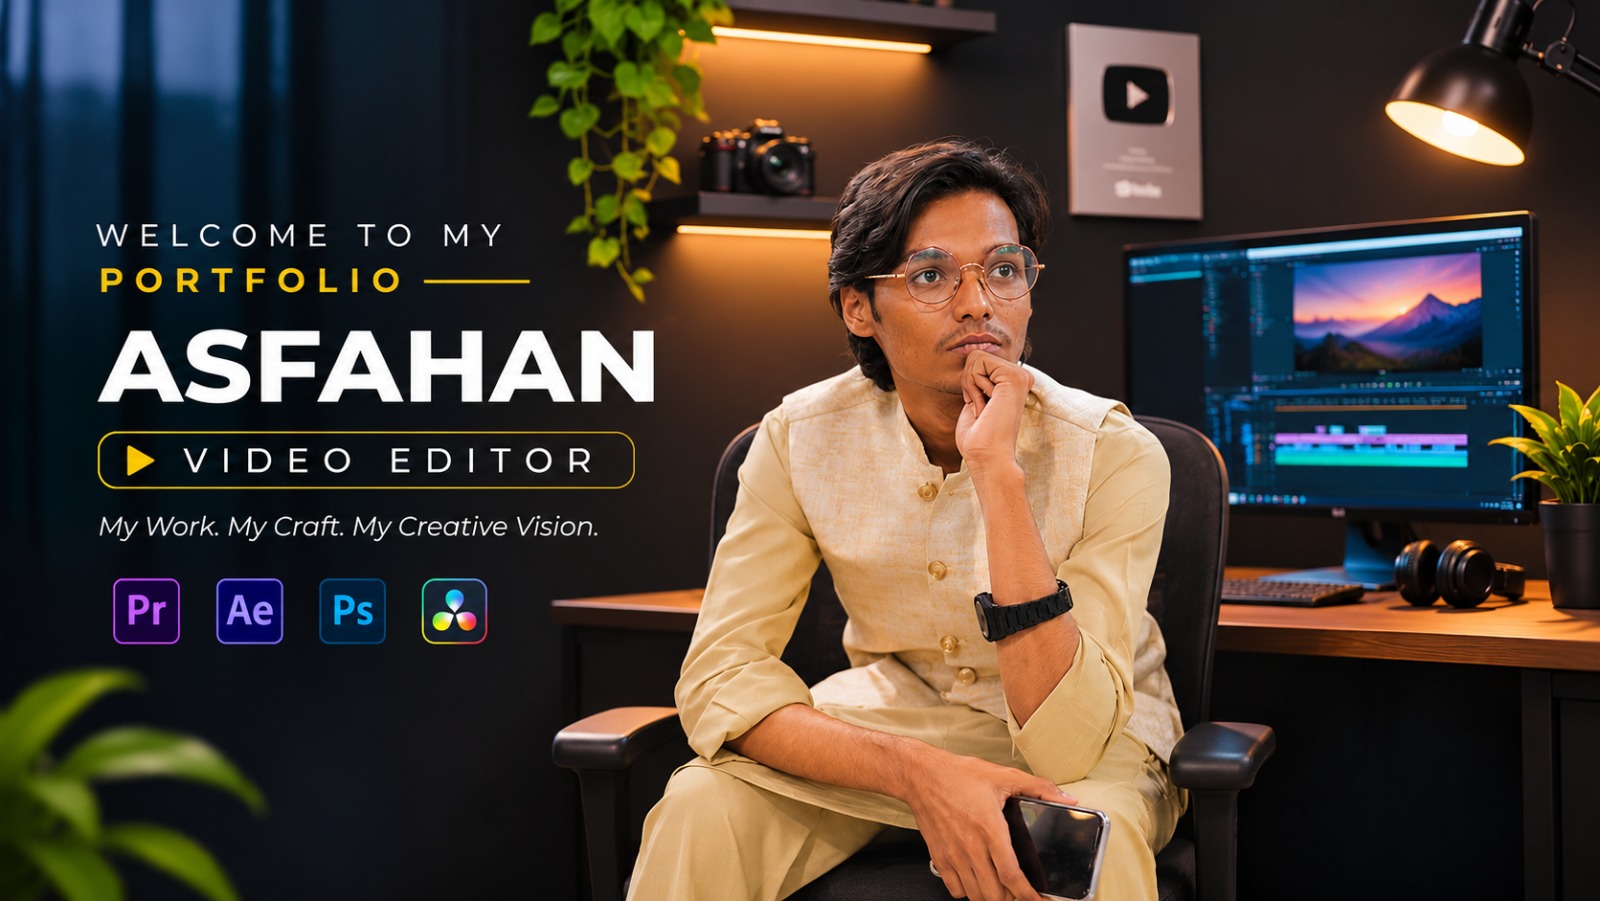 WELCOME TO MY
PORTFOLIO
ASFAHAN
VIDEO EDITOR
My Work. My Craft. My Creative Vision.
Pr Ae Ps